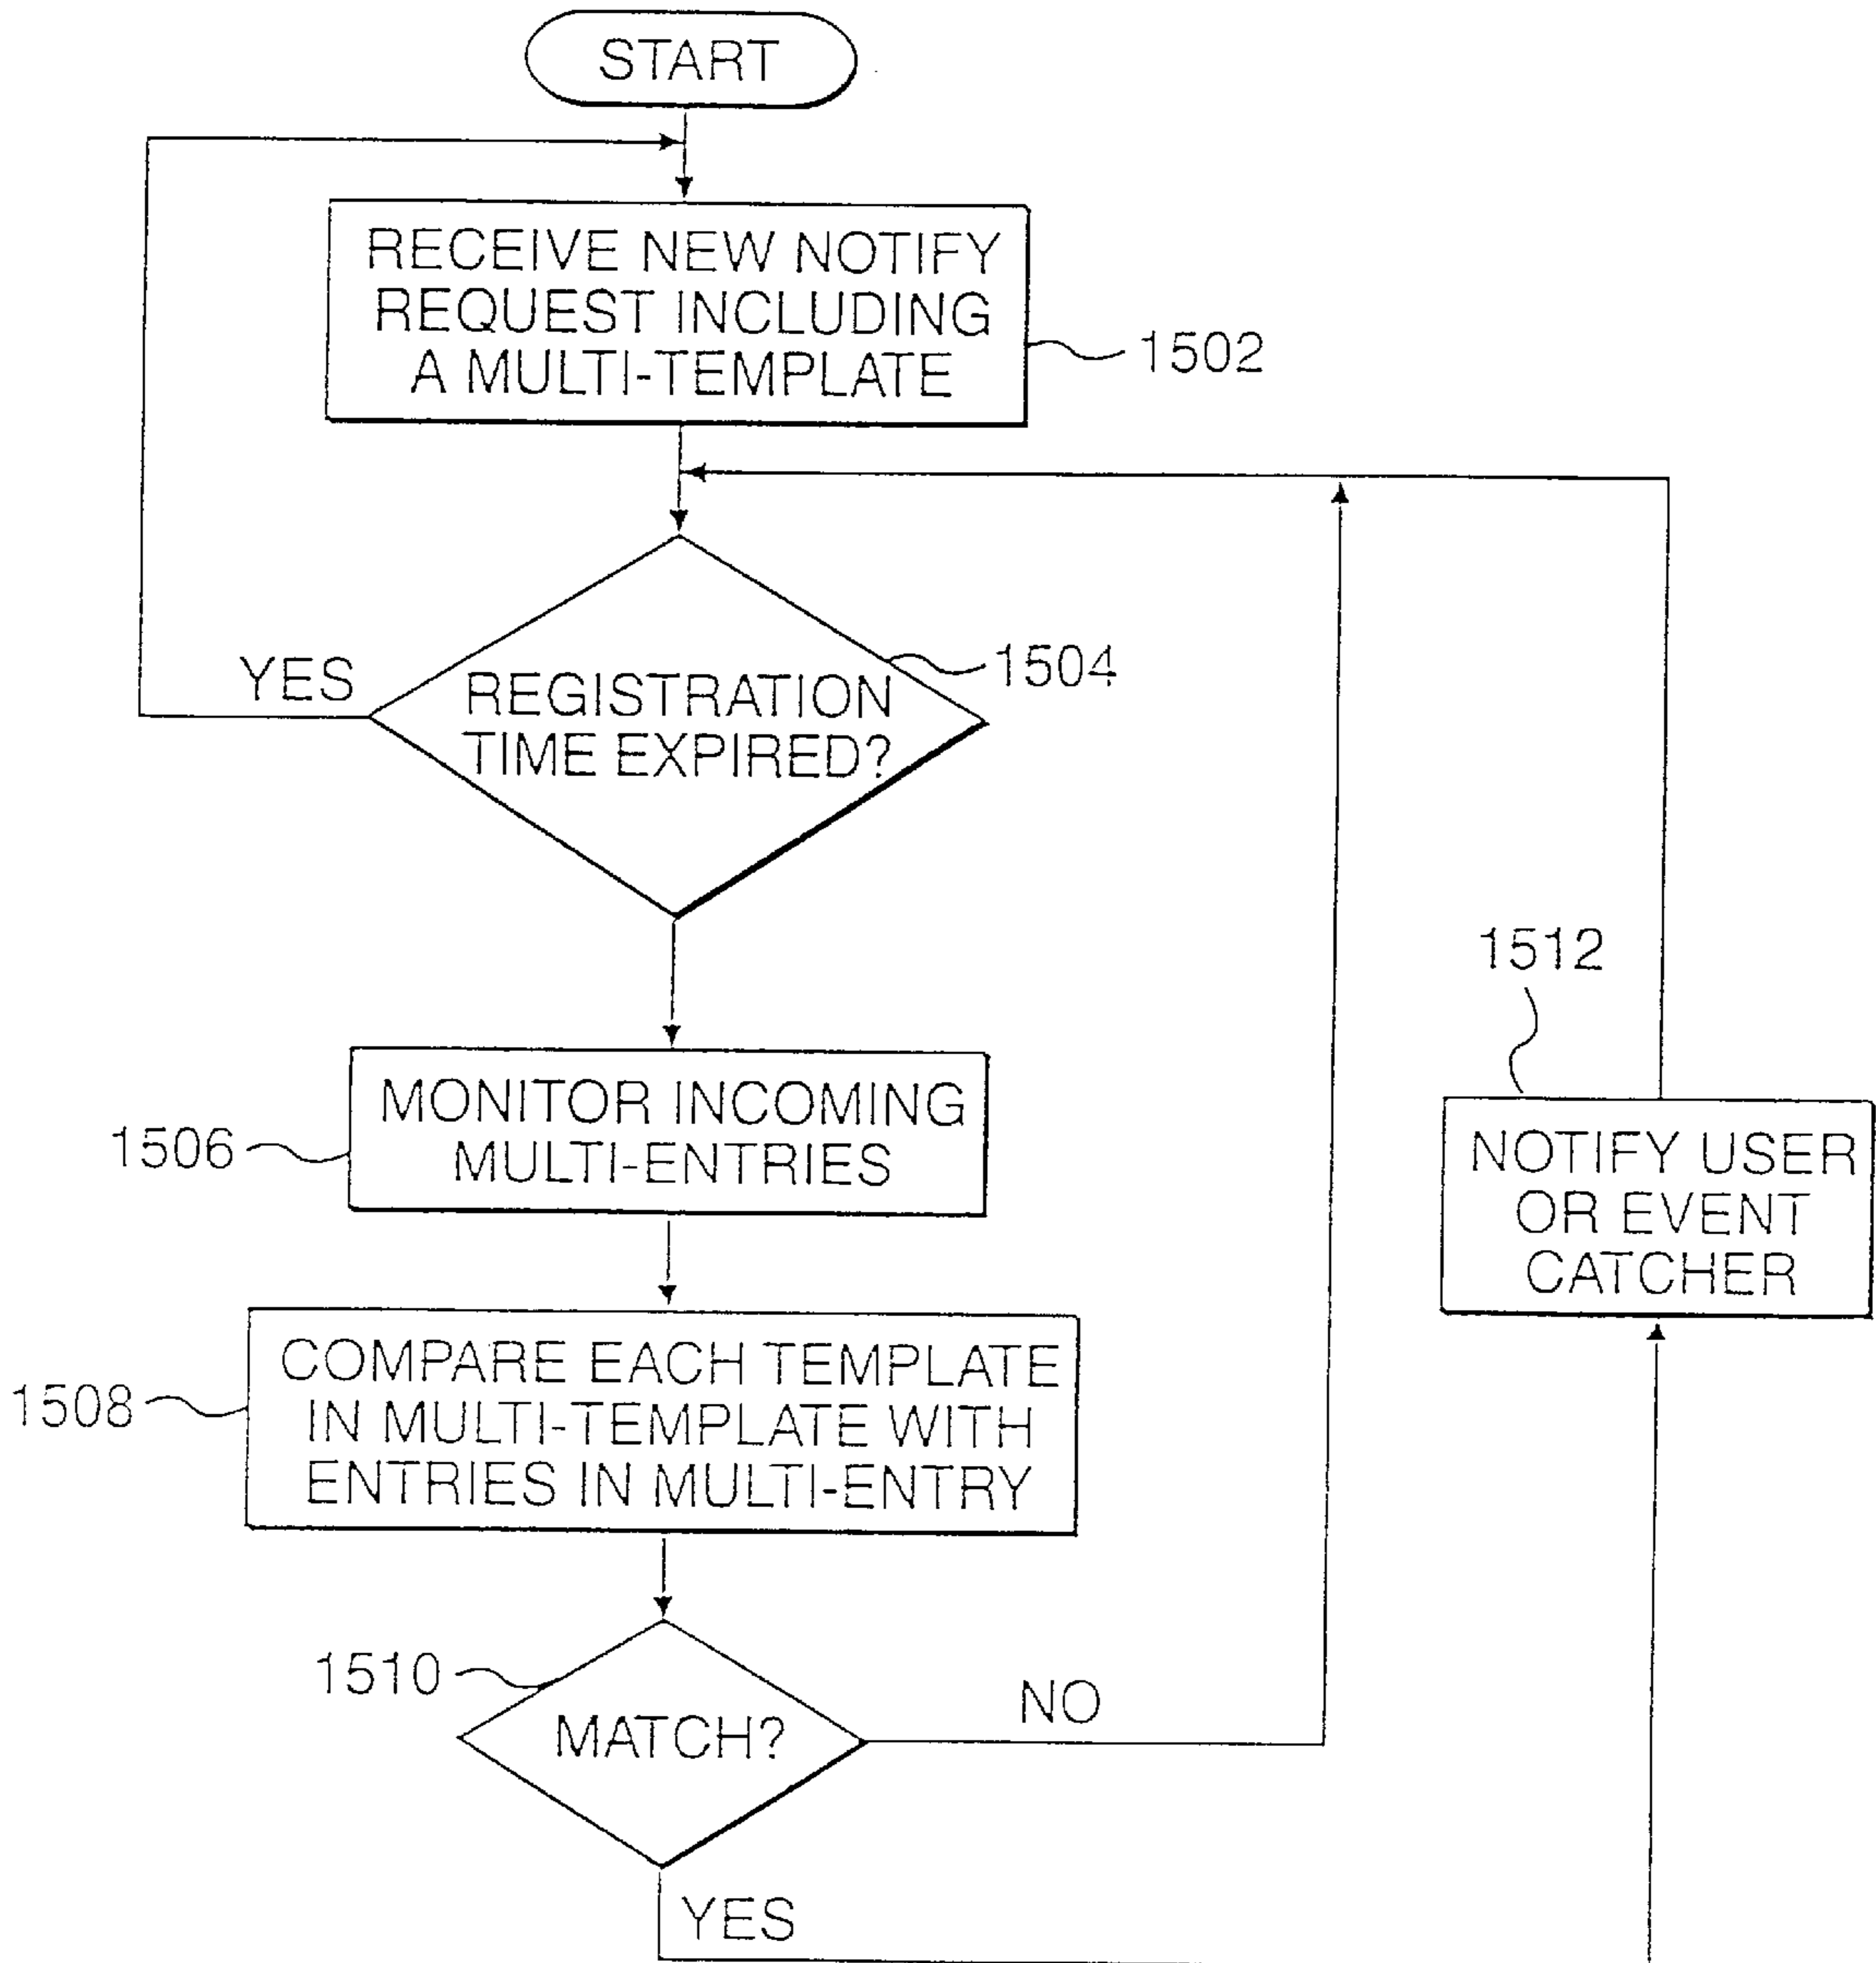 START
RECEIVE NEW NOTIFY
REQUEST INCLUDING
A MULTI-TEMPLATE
1502
YES
REGISTRATION
TIME EXPIRED?
1504
1506
MONITOR INCOMING
MULTI-ENTRIES
1512
NOTIFY USER
OR EVENT
CATCHER
1508
COMPARE EACH TEMPLATE
IN MULTI-TEMPLATE WITH
ENTRIES IN MULTI-ENTRY
1510
MATCH?
NO
YES